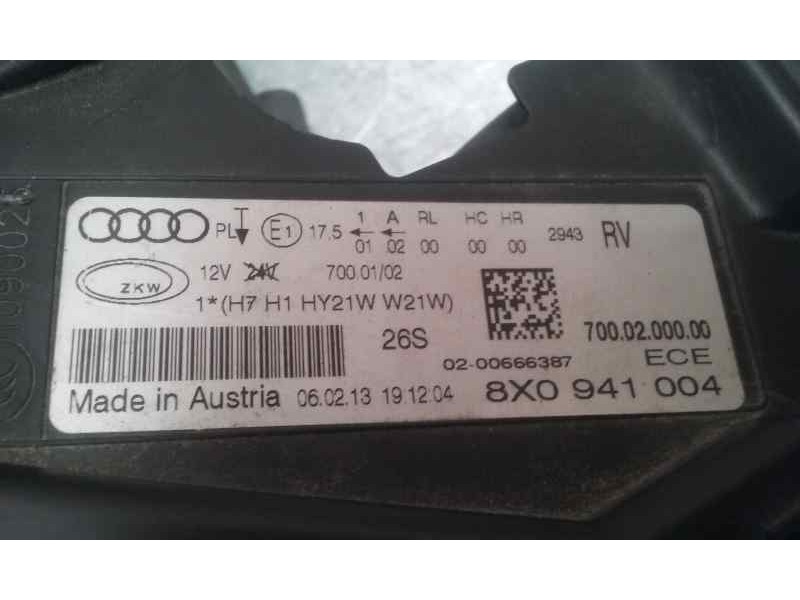 PL E1 17.5 1 A RL HC HR 2943 RV
01 02 00 00 00
ZKW 12V 24V 700.01/02
1*(H7 H1 HY21W W21W)
26S 02-00666387 700.02.000.00
ECE
Made in Austria 06.02.13 19:12:04 8X0 941 004